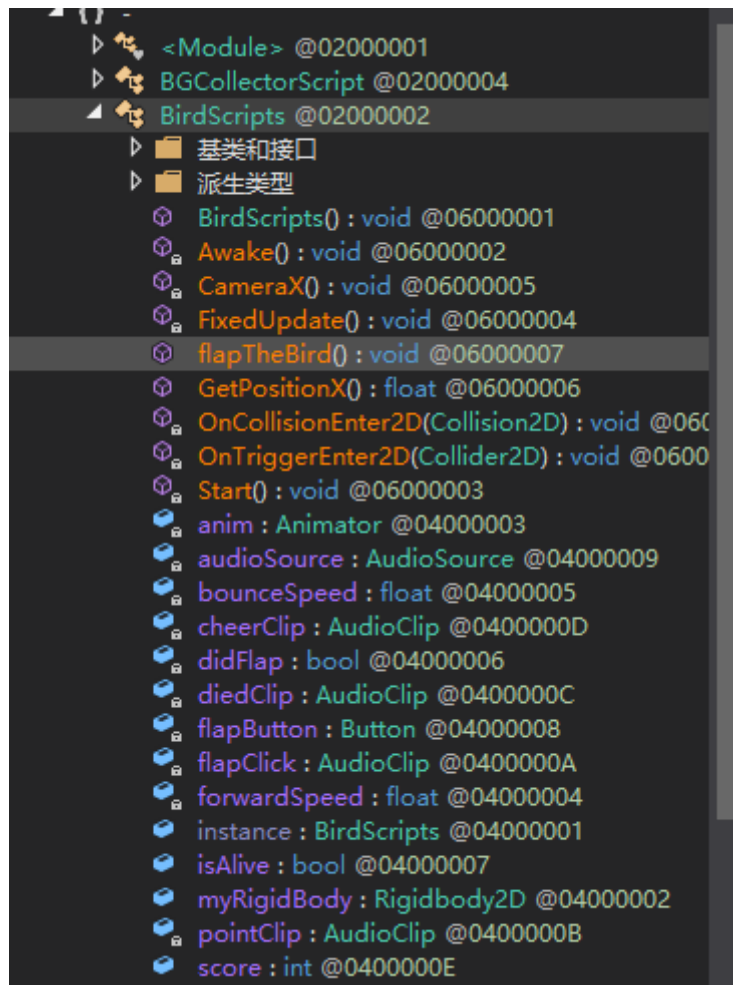 { } -
<Module> @02000001
BGCollectorScript @02000004
BirdScripts @02000002
基类和接口
派生类型
BirdScripts() : void @06000001
Awake() : void @06000002
CameraX() : void @06000005
FixedUpdate() : void @06000004
flapTheBird() : void @06000007
GetPositionX() : float @06000006
OnCollisionEnter2D(Collision2D) : void @060
OnTriggerEnter2D(Collider2D) : void @0600
Start() : void @06000003
anim : Animator @04000003
audioSource : AudioSource @04000009
bounceSpeed : float @04000005
cheerClip : AudioClip @0400000D
didFlap : bool @04000006
diedClip : AudioClip @0400000C
flapButton : Button @04000008
flapClick : AudioClip @0400000A
forwardSpeed : float @04000004
instance : BirdScripts @04000001
isAlive : bool @04000007
myRigidBody : Rigidbody2D @04000002
pointClip : AudioClip @0400000B
score : int @0400000E